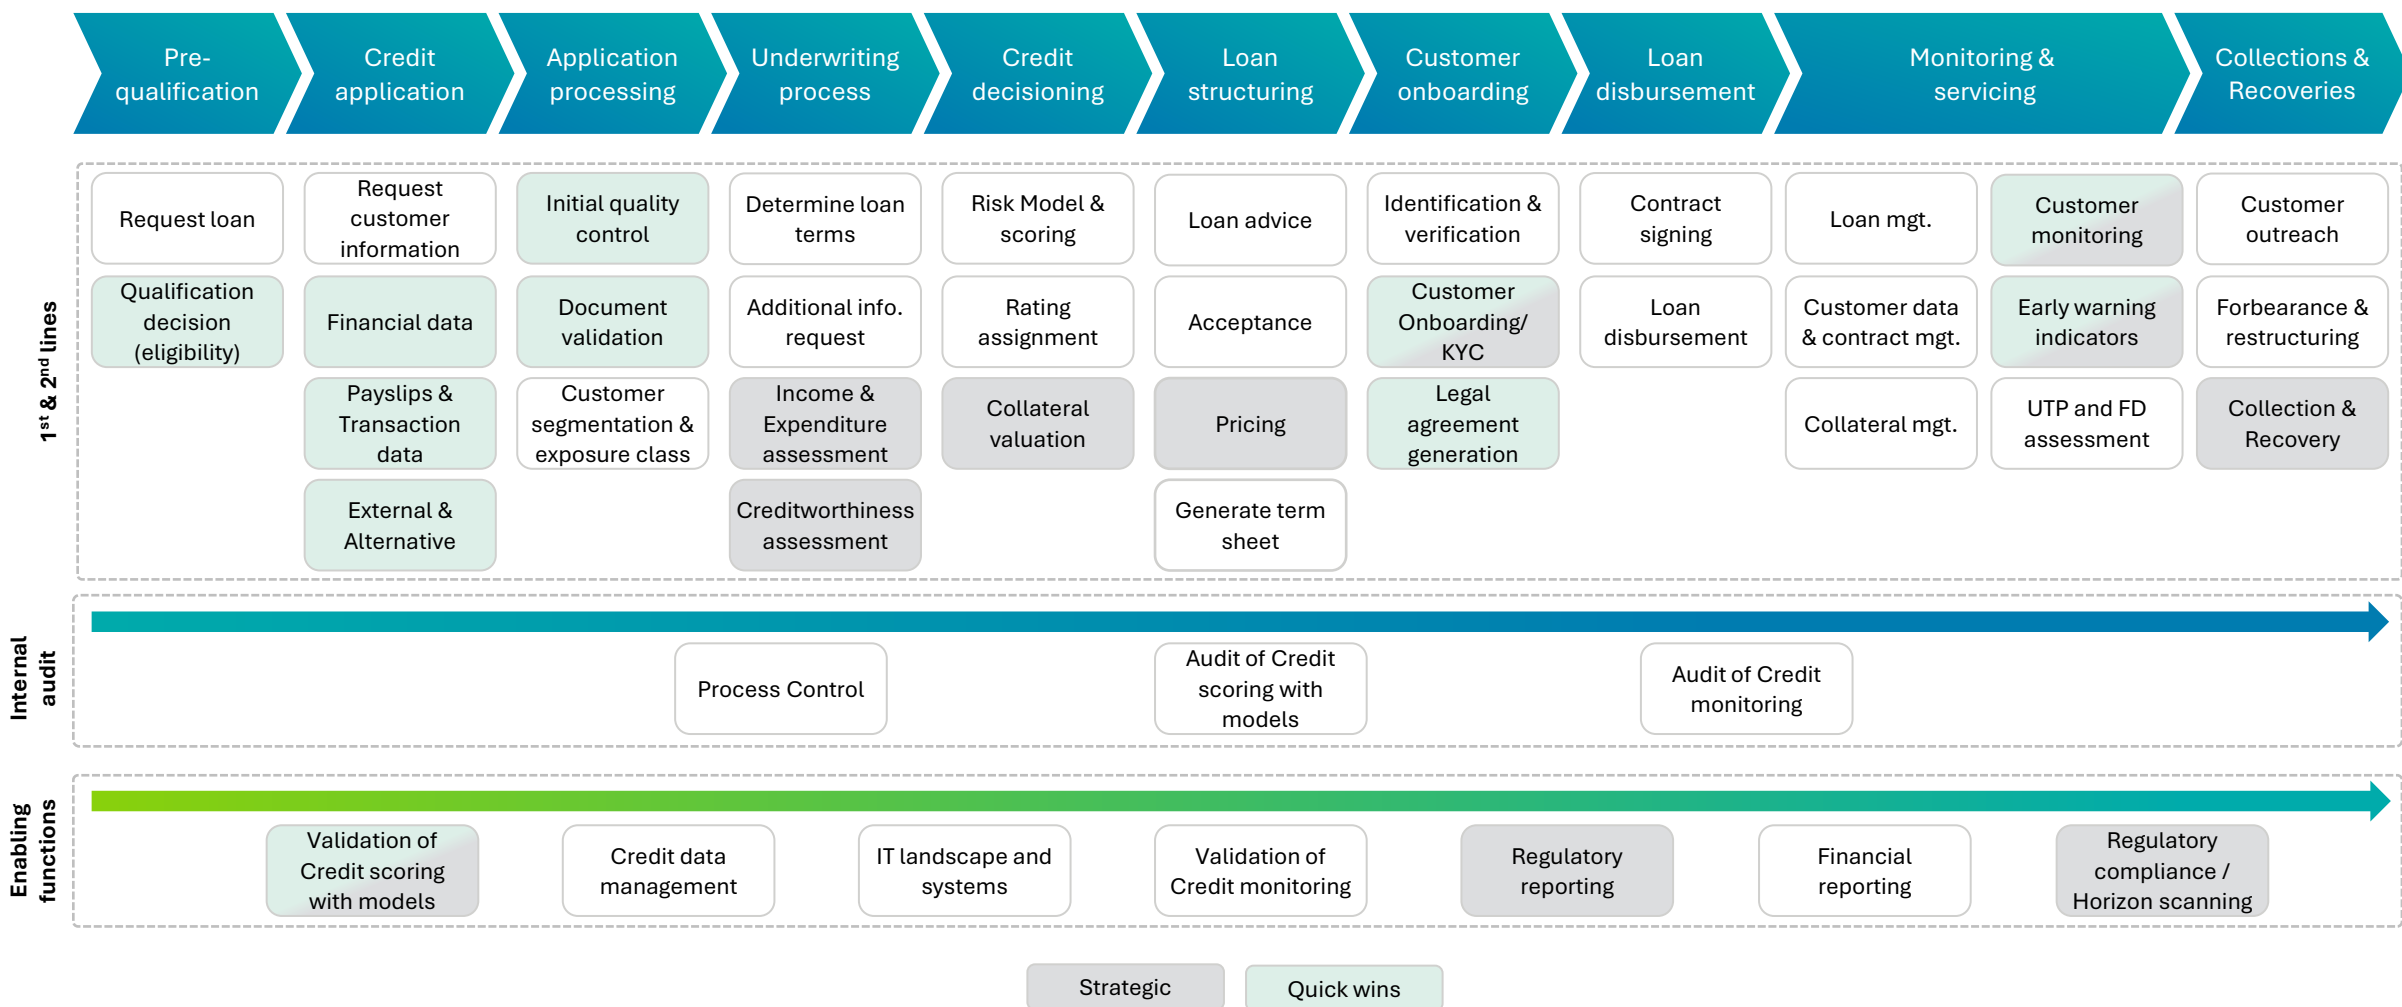 Pre-
qualification
Credit
application
Application
processing
Underwriting
process
Credit
decisioning
Loan
structuring
Customer
onboarding
Loan
disbursement
Monitoring &
servicing
Collections &
Recoveries
1st & 2nd lines
Request loan
Qualification
decision
(eligibility)
Request
customer
information
Financial data
Payslips &
Transaction
data
External &
Alternative
Initial quality
control
Document
validation
Customer
segmentation &
exposure class
Determine loan
terms
Additional info.
request
Income &
Expenditure
assessment
Creditworthiness
assessment
Risk Model &
scoring
Rating
assignment
Collateral
valuation
Loan advice
Acceptance
Pricing
Generate term
sheet
Identification &
verification
Customer
Onboarding/
KYC
Legal
agreement
generation
Contract
signing
Loan
disbursement
Loan mgt.
Customer data
& contract mgt.
Collateral mgt.
Customer
monitoring
Early warning
indicators
UTP and FD
assessment
Customer
outreach
Forbearance &
restructuring
Collection &
Recovery
Internal
audit
Process Control
Audit of Credit
scoring with
models
Audit of Credit
monitoring
Enabling
functions
Validation of
Credit scoring
with models
Credit data
management
IT landscape and
systems
Validation of
Credit monitoring
Regulatory
reporting
Financial
reporting
Regulatory
compliance /
Horizon scanning
Strategic
Quick wins